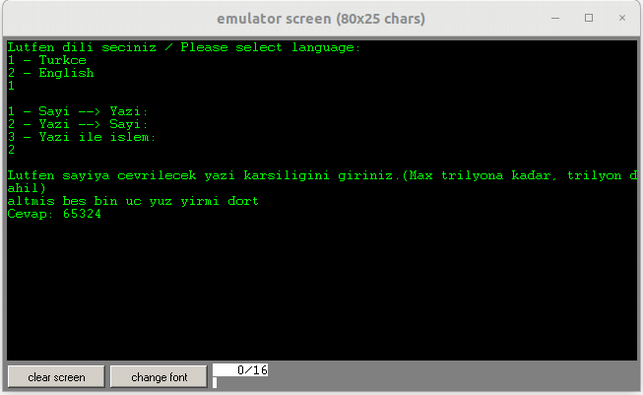 emulator screen (80x25 chars)
Lutfen dili seciniz / Please select language:
1 - Turkce
2 - English
1
1 - Sayi --> Yazi:
2 - Yazi --> Sayi:
3 - Yazi ile islem:
2
Lutfen sayiya cevrilecek yazi karsiligini giriniz.(Max trilyona kadar, trilyon d
ahil)
altmis bes bin uc yuz yirmi dort
Cevap: 65324
clear screen
change font
0/16